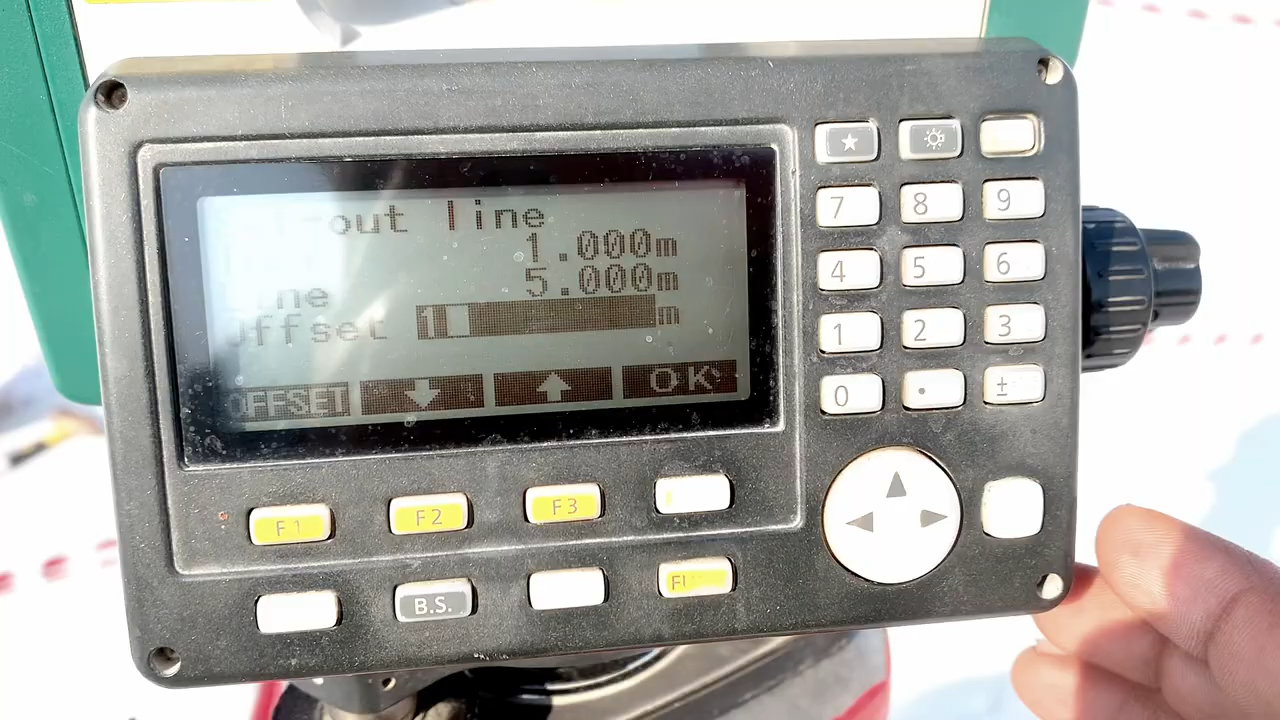 -out line
1.000m
5.000m
ine
Offset 1 m
OFFSET OK
7 8 9
4 5 6
1 2 3
0 . ±
F1 F2 F3
B.S. FU